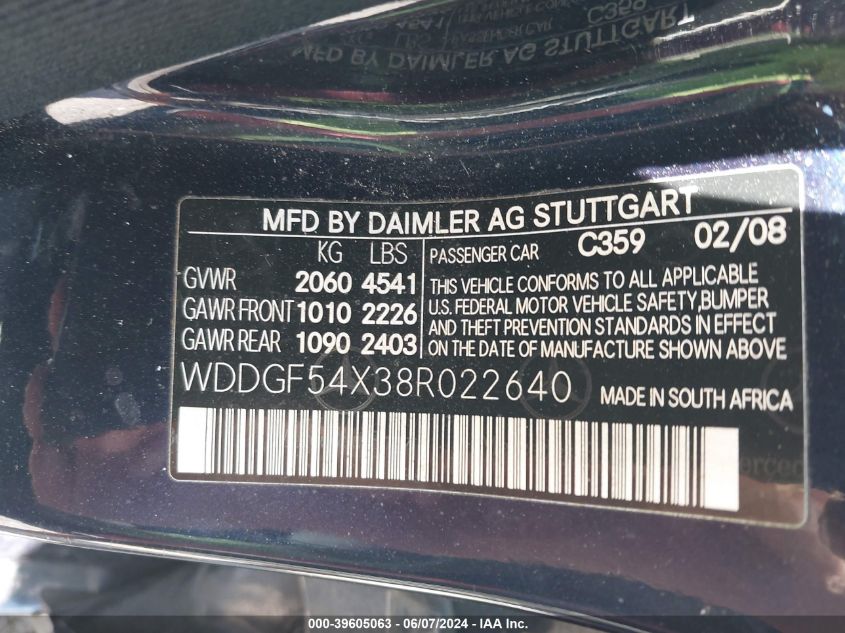 MFD BY DAIMLER AG STUTTGART
KG LBS
GVWR 2060 4541
GAWR FRONT 1010 2226
GAWR REAR 1090 2403
PASSENGER CAR C359 02/08
THIS VEHICLE CONFORMS TO ALL APPLICABLE
U.S. FEDERAL MOTOR VEHICLE SAFETY, BUMPER
AND THEFT PREVENTION STANDARDS IN EFFECT
ON THE DATE OF MANUFACTURE SHOWN ABOVE
WDDGF54X38R022640 MADE IN SOUTH AFRICA
000-39605063 - 06/07/2024 - IAA Inc.